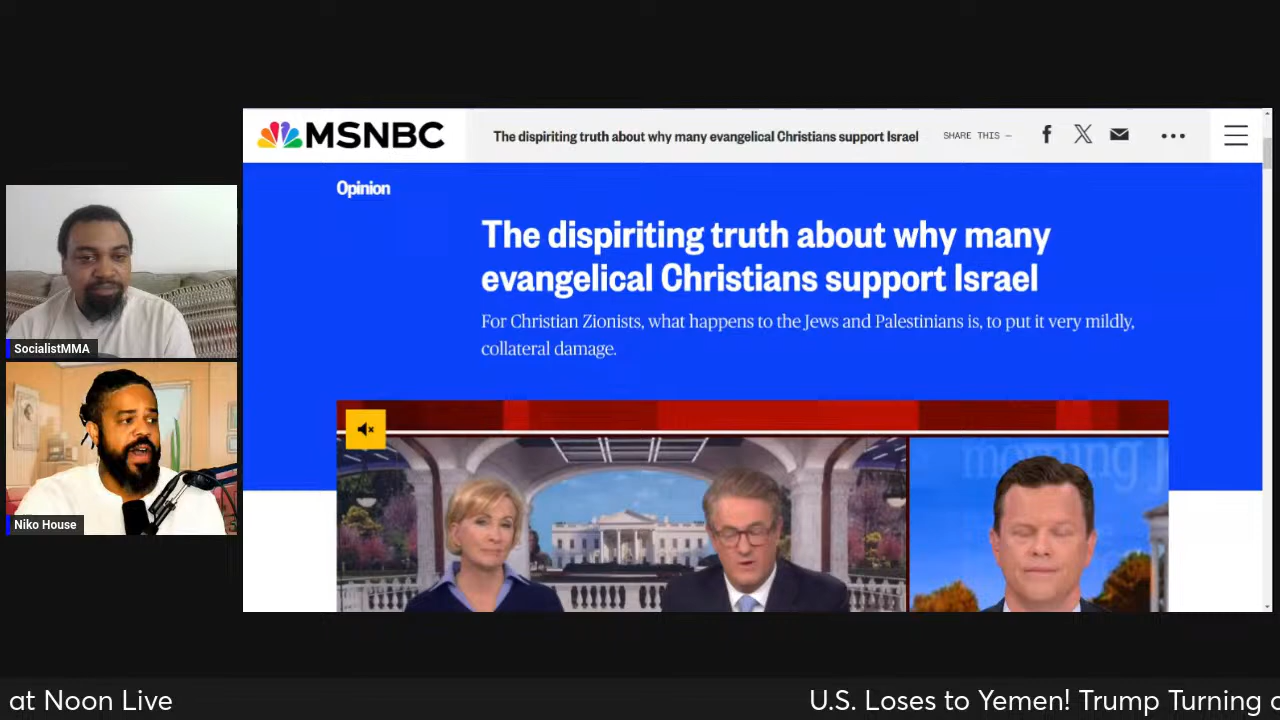 MSNBC
The dispiriting truth about why many evangelical Christians support Israel
SHARE THIS —
Opinion
The dispiriting truth about why many
evangelical Christians support Israel
For Christian Zionists, what happens to the Jews and Palestinians is, to put it very mildly,
collateral damage.
morning J
SocialistMMA
Niko House
at Noon Live
U.S. Loses to Yemen! Trump Turning